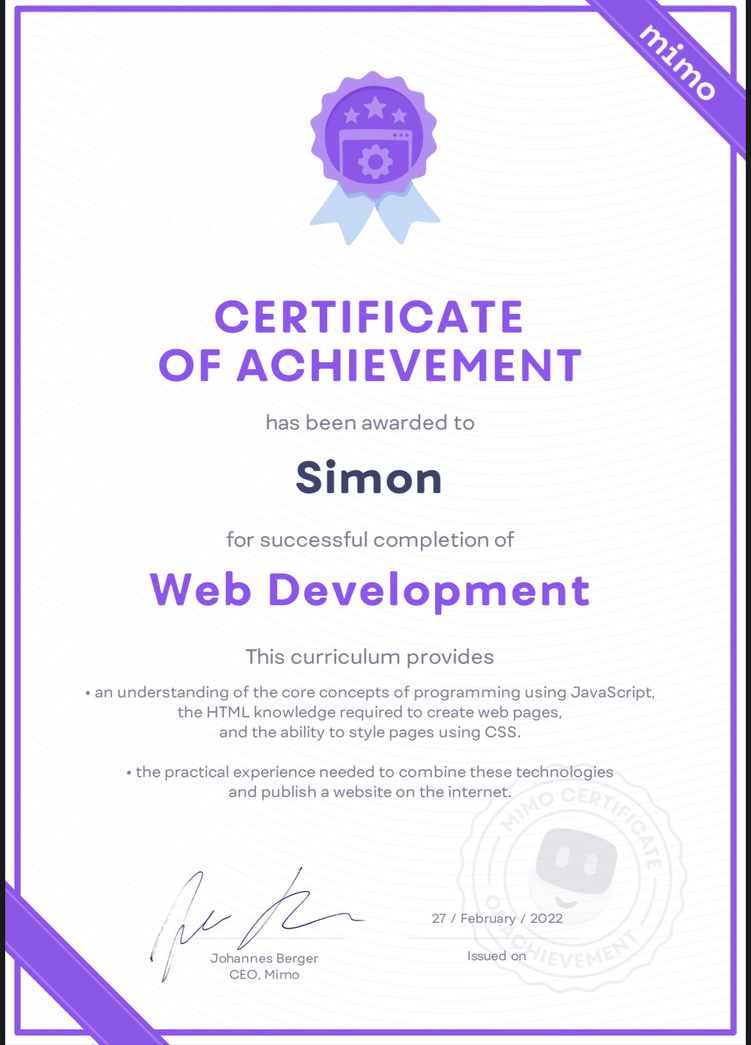 mimo
CERTIFICATE
OF ACHIEVEMENT
has been awarded to
Simon
for successful completion of
Web Development
This curriculum provides
• an understanding of the core concepts of programming using JavaScript,
the HTML knowledge required to create web pages,
and the ability to style pages using CSS.
• the practical experience needed to combine these technologies
and publish a website on the internet.
MIMO CERTIFICATE
OF ACHIEVEMENT
27 / February / 2022
Johannes Berger
CEO, Mimo
Issued on